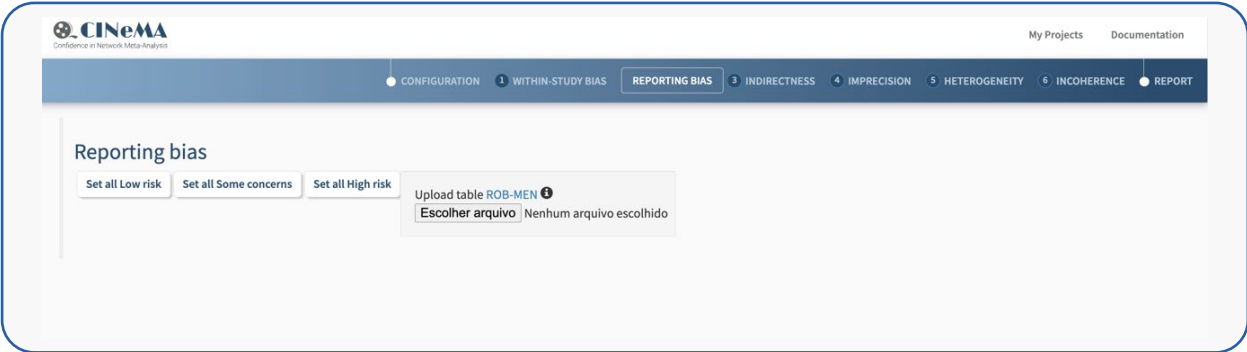 CINeMA
Confidence in Network Meta-Analysis
My Projects Documentation
CONFIGURATION 1 WITHIN-STUDY BIAS REPORTING BIAS 3 INDIRECTNESS 4 IMPRECISION 5 HETEROGENEITY 6 INCOHERENCE REPORT
Reporting bias
Set all Low risk Set all Some concerns Set all High risk
Upload table ROB-MEN i
Escolher arquivo Nenhum arquivo escolhido